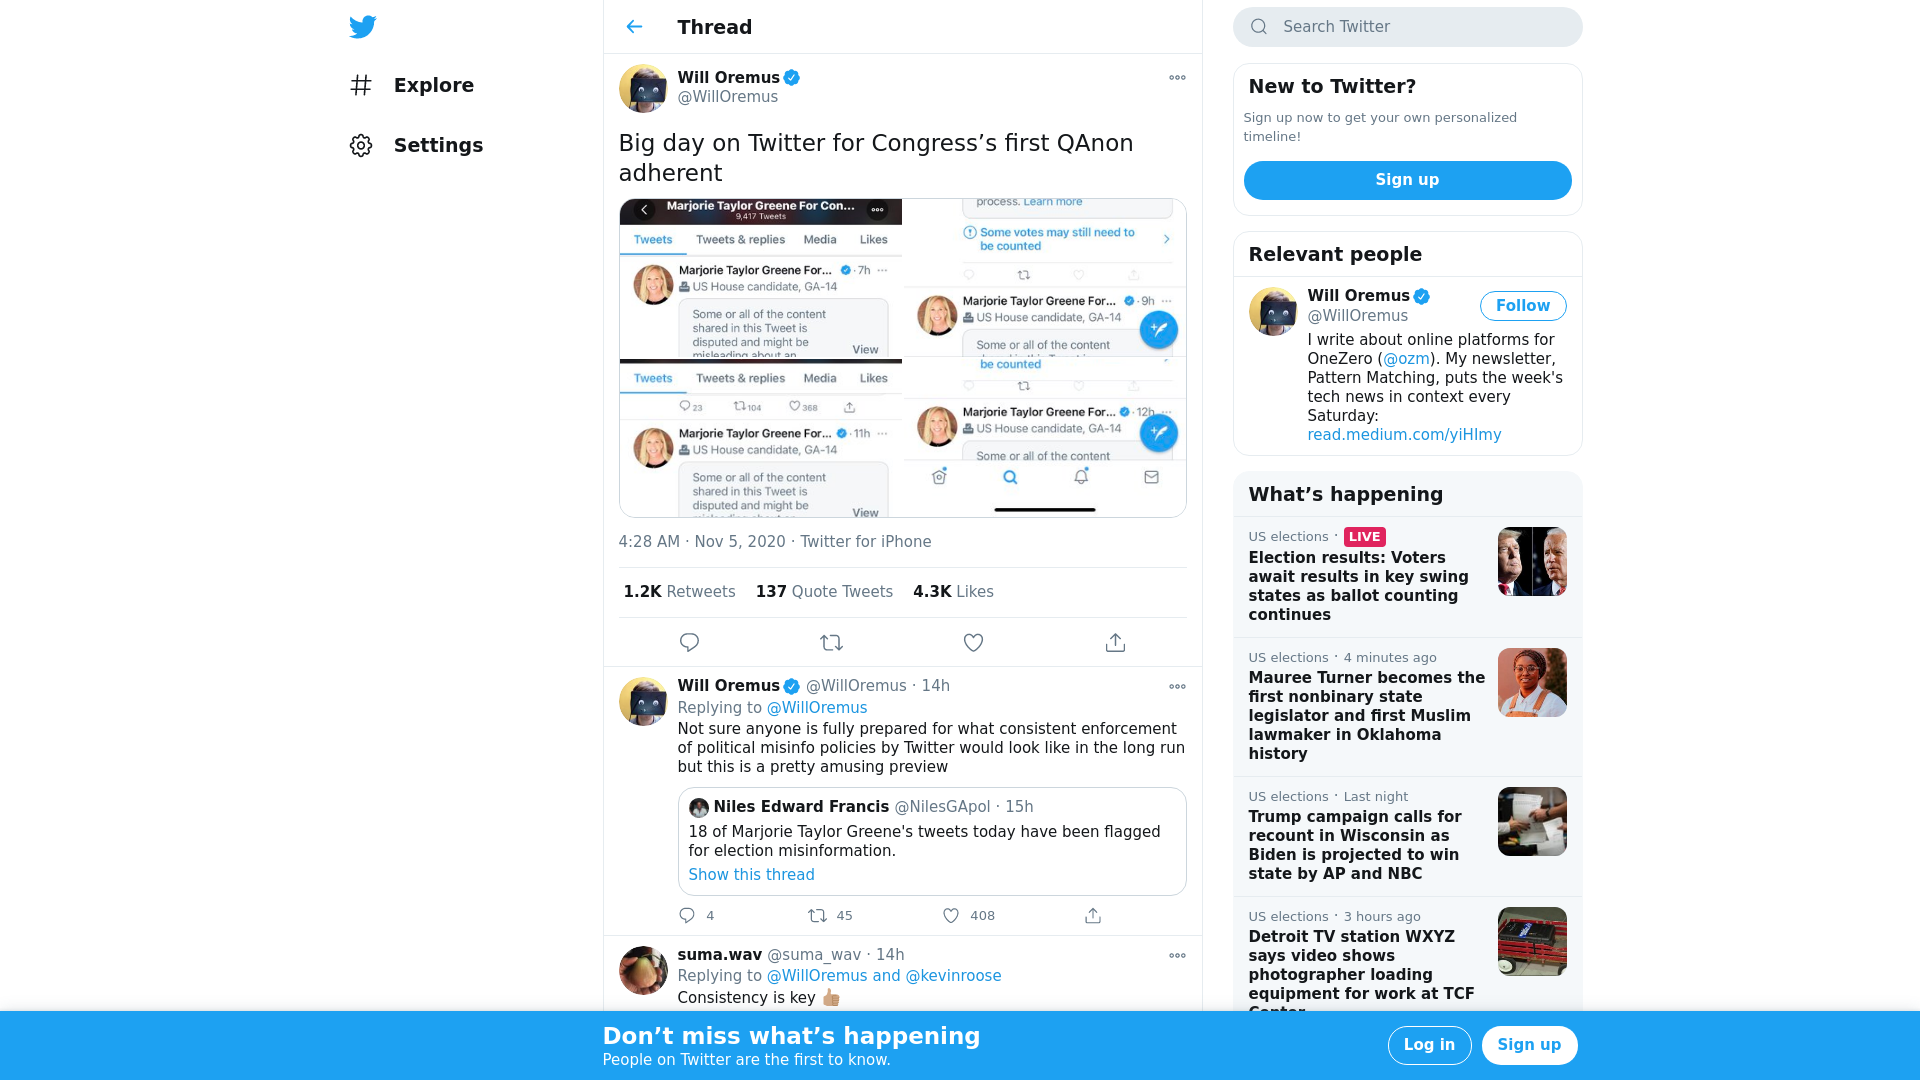 Explore
Settings
Thread
Will Oremus
@WillOremus
Big day on Twitter for Congress’s first QAnon
adherent
Marjorie Taylor Greene For Con...
9,417 Tweets
Tweets Tweets & replies Media Likes
Marjorie Taylor Greene For... · 7h
US House candidate, GA-14
Some or all of the content
shared in this Tweet is
disputed and might be
misleading about an
View
process. Learn more
Some votes may still need to
be counted
Marjorie Taylor Greene For... · 9h
US House candidate, GA-14
Some or all of the content
Tweets Tweets & replies Media Likes
23 104 368
Marjorie Taylor Greene For... · 11h
US House candidate, GA-14
Some or all of the content
shared in this Tweet is
disputed and might be
View
be counted
Marjorie Taylor Greene For... · 12h
US House candidate, GA-14
Some or all of the content
4:28 AM · Nov 5, 2020 · Twitter for iPhone
1.2K Retweets 137 Quote Tweets 4.3K Likes
Will Oremus @WillOremus · 14h
Replying to @WillOremus
Not sure anyone is fully prepared for what consistent enforcement
of political misinfo policies by Twitter would look like in the long run
but this is a pretty amusing preview
Niles Edward Francis @NilesGApol · 15h
18 of Marjorie Taylor Greene's tweets today have been flagged
for election misinformation.
Show this thread
4 45 408
suma.wav @suma_wav · 14h
Replying to @WillOremus and @kevinroose
Consistency is key 👍🏽
Search Twitter
New to Twitter?
Sign up now to get your own personalized
timeline!
Sign up
Relevant people
Will Oremus
@WillOremus
Follow
I write about online platforms for
OneZero (@ozm). My newsletter,
Pattern Matching, puts the week's
tech news in context every
Saturday:
read.medium.com/yiHImy
What’s happening
US elections · LIVE
Election results: Voters
await results in key swing
states as ballot counting
continues
US elections · 4 minutes ago
Mauree Turner becomes the
first nonbinary state
legislator and first Muslim
lawmaker in Oklahoma
history
US elections · Last night
Trump campaign calls for
recount in Wisconsin as
Biden is projected to win
state by AP and NBC
US elections · 3 hours ago
Detroit TV station WXYZ
says video shows
photographer loading
equipment for work at TCF
Center
Don’t miss what’s happening
People on Twitter are the first to know.
Log in
Sign up